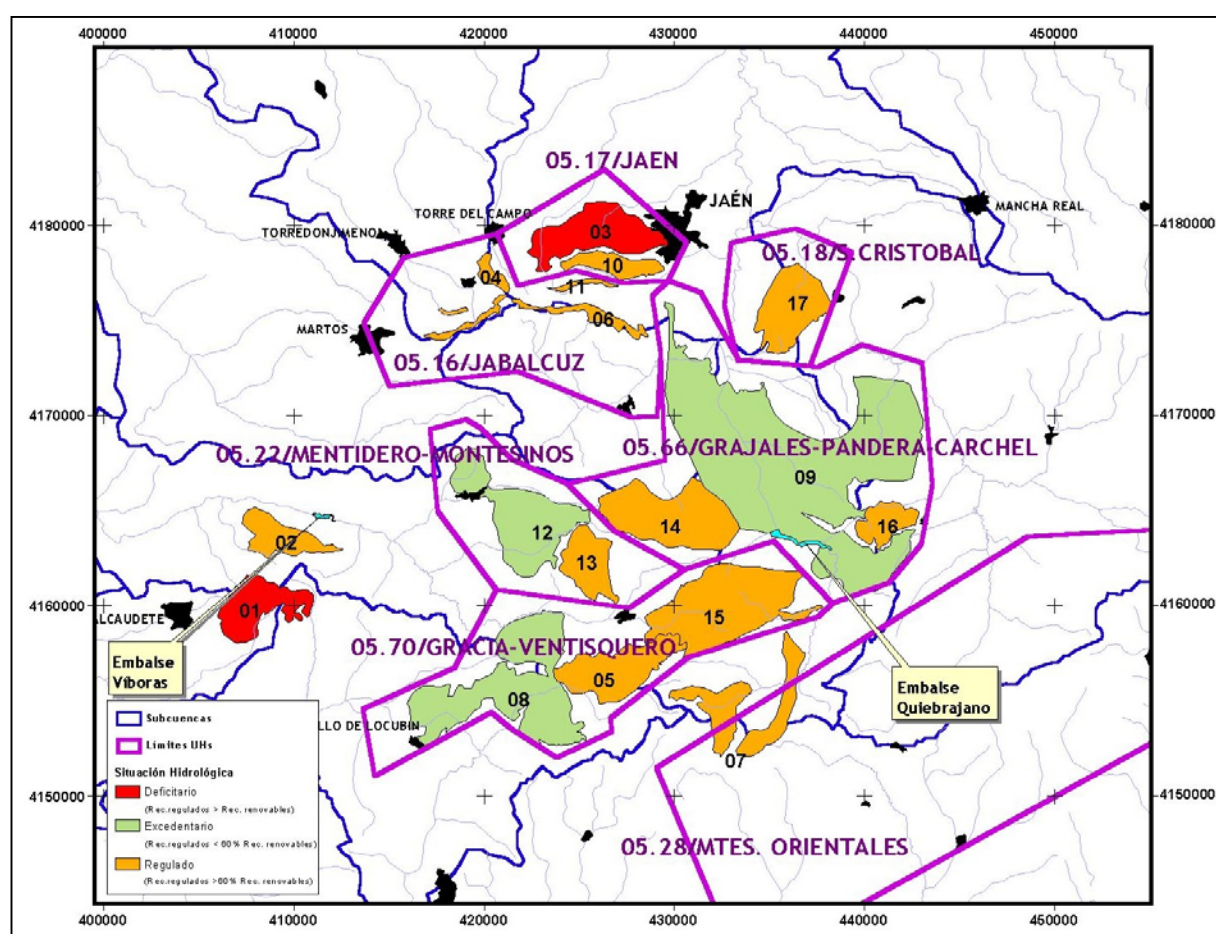 400000 410000 420000 430000 440000 450000
05.17/JAEN
4180000
4180000
TORRE DEL CAMPO
JAÉN
MANCHA REAL
TORREDONJIMENO
03
10
05.18/S.CRISTOBAL
04
11
17
MARTOS
06
05.16/JABALCUZ
4170000
4170000
05.22/MENTIDERO-MONTESINOS
05.66/GRAJALES-PANDERA-CARCHEL
09
14
16
02
12
13
4160000
4160000
01
ALCAUDETE
15
05.70/GRACIA-VENTISQUERO
Embalse
Víboras
05
Embalse
Quiebrajano
08
LLO DE LOCUBIN
07
Subcuencas
Límites UHs
Situación Hidrológica
Deficitario
(Rec.regulados > Rec. renovables)
Excedentario
(Rec.regulados < 60% Rec. renovables)
Regulado
(Rec.regulados >60% Rec. renovables)
4150000
4150000
05.28/MTES. ORIENTALES
400000 410000 420000 430000 440000 450000